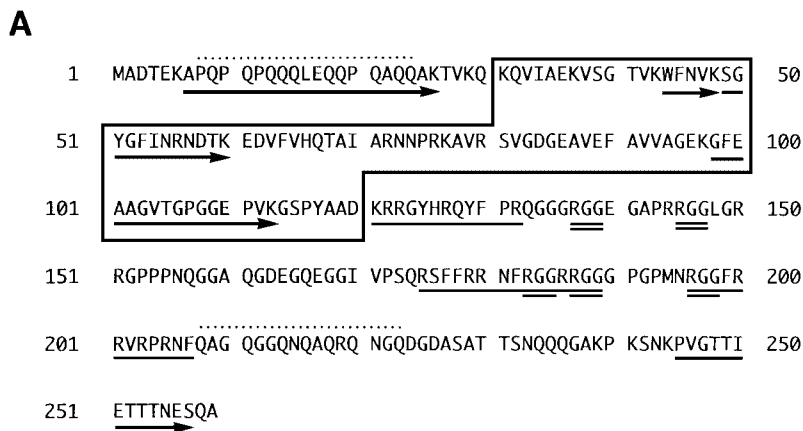 A
1 MADTEKAPQP QPQQQLEQQP QAQQAKTVKQ KQVIAEKVSG TVKWFNVKSG 50
51 YGFINRNDTK EDVFVHQTAI ARNNPRKAVR SVGDGEAVEF AVVAGEKGFE 100
101 AAGVTGPGGE PVKGSPYAAD KRRGYHRQYF PRQGGGRGGE GAPRRGGLGR 150
151 RGPPPNQGGA QGDEGQEGGI VPSQRSFFRR NFRGGRRGGG PGPMNRGGFR 200
201 RVRPRNFQAG QGGQNQAQRQ NGQDGDASAT TSNQQQGAKP KSNKPVGTTI 250
251 ETTTNESQA